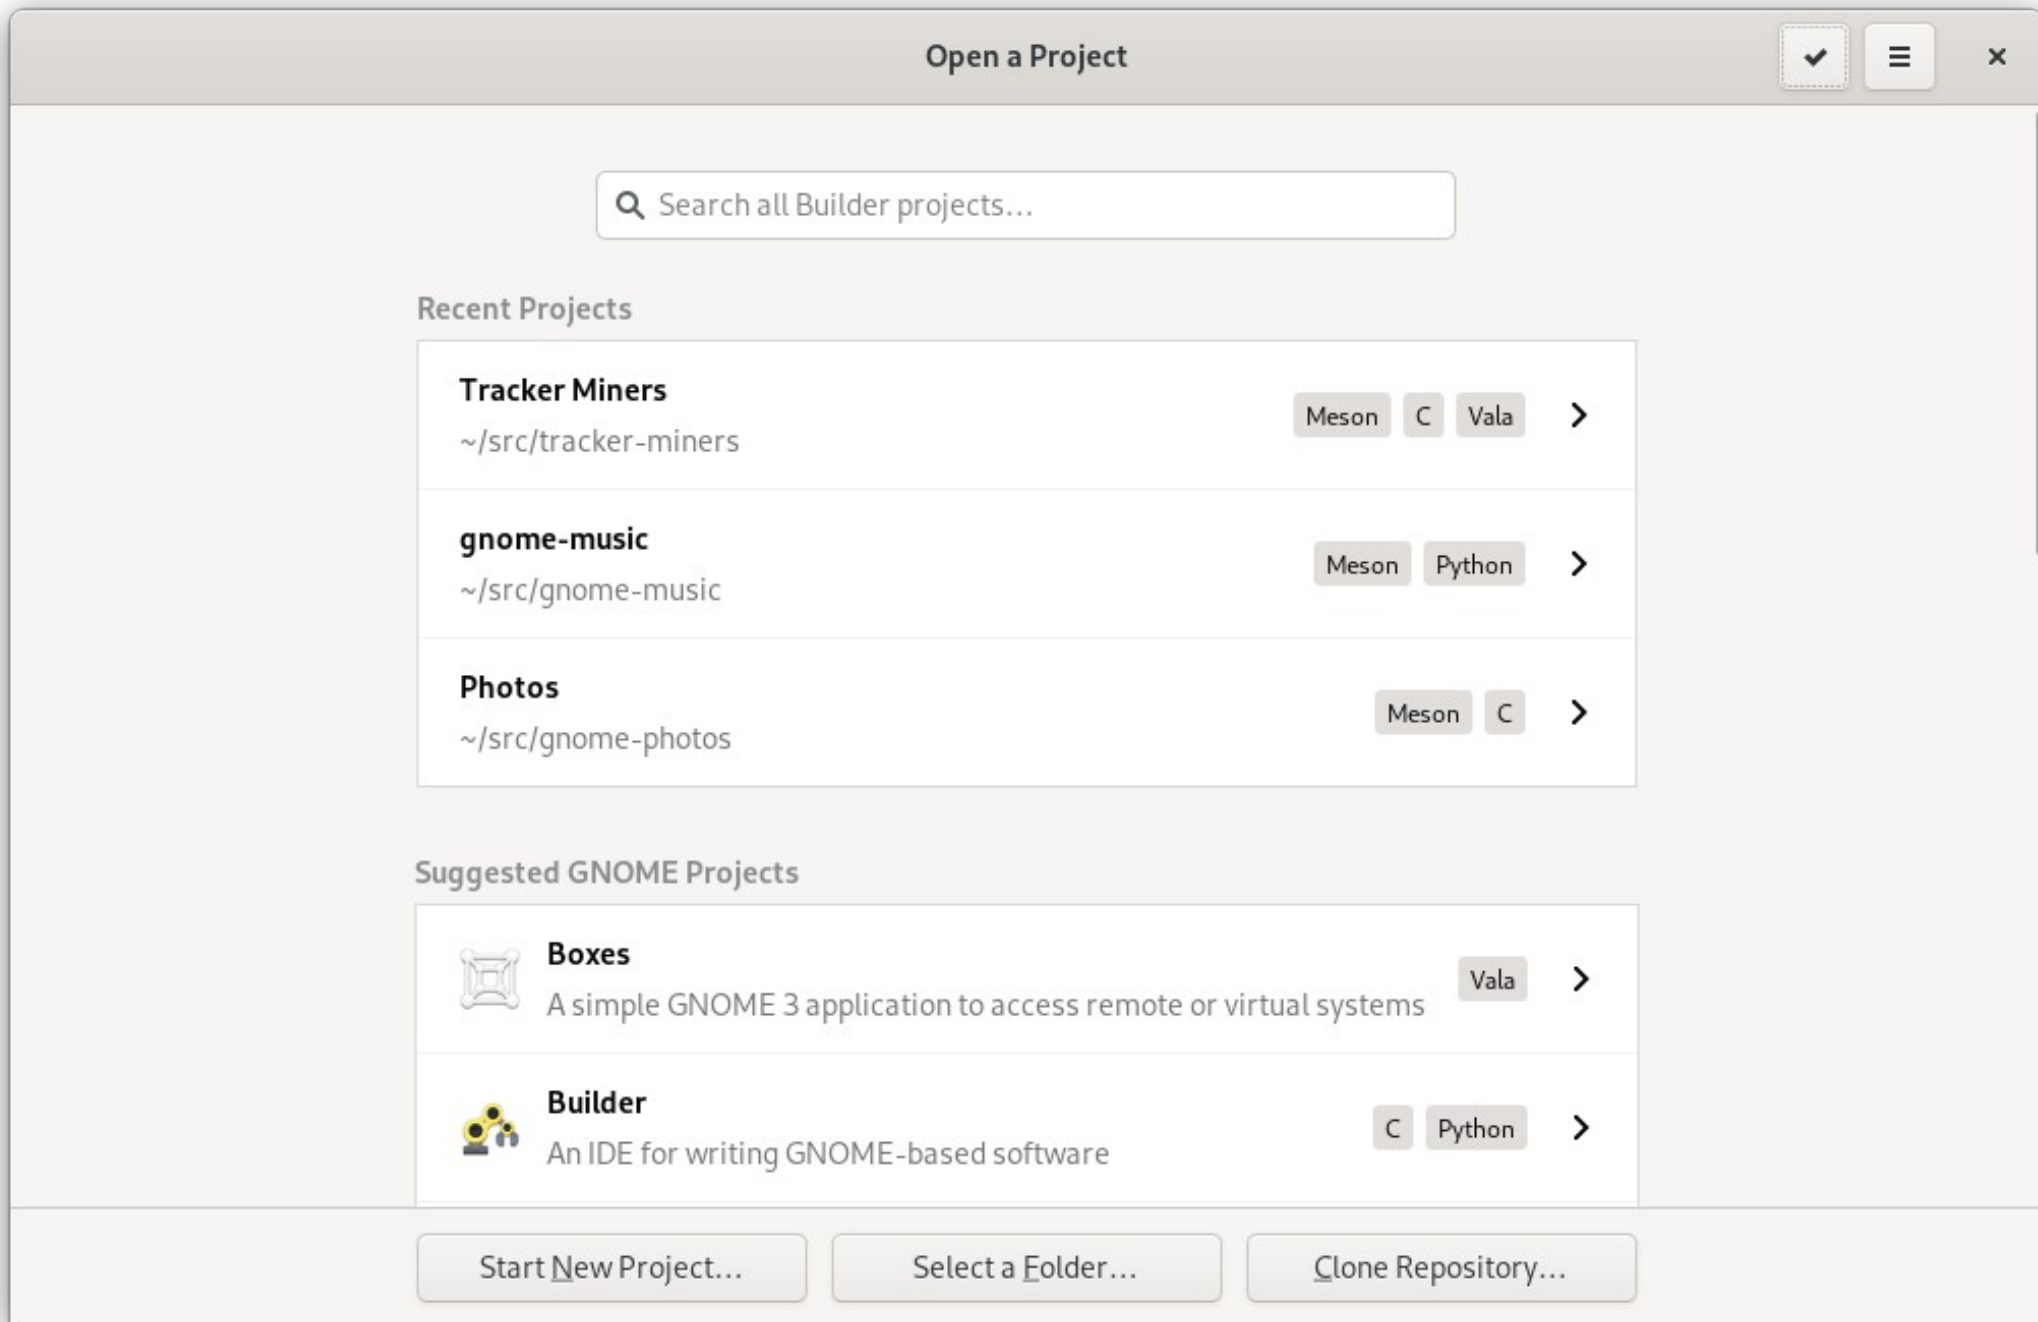 Open a Project
Search all Builder projects…
Recent Projects
Tracker Miners
~/src/tracker-miners
Meson C Vala
gnome-music
~/src/gnome-music
Meson Python
Photos
~/src/gnome-photos
Meson C
Suggested GNOME Projects
Boxes
A simple GNOME 3 application to access remote or virtual systems
Vala
Builder
An IDE for writing GNOME-based software
C Python
Start New Project… Select a Folder… Clone Repository…